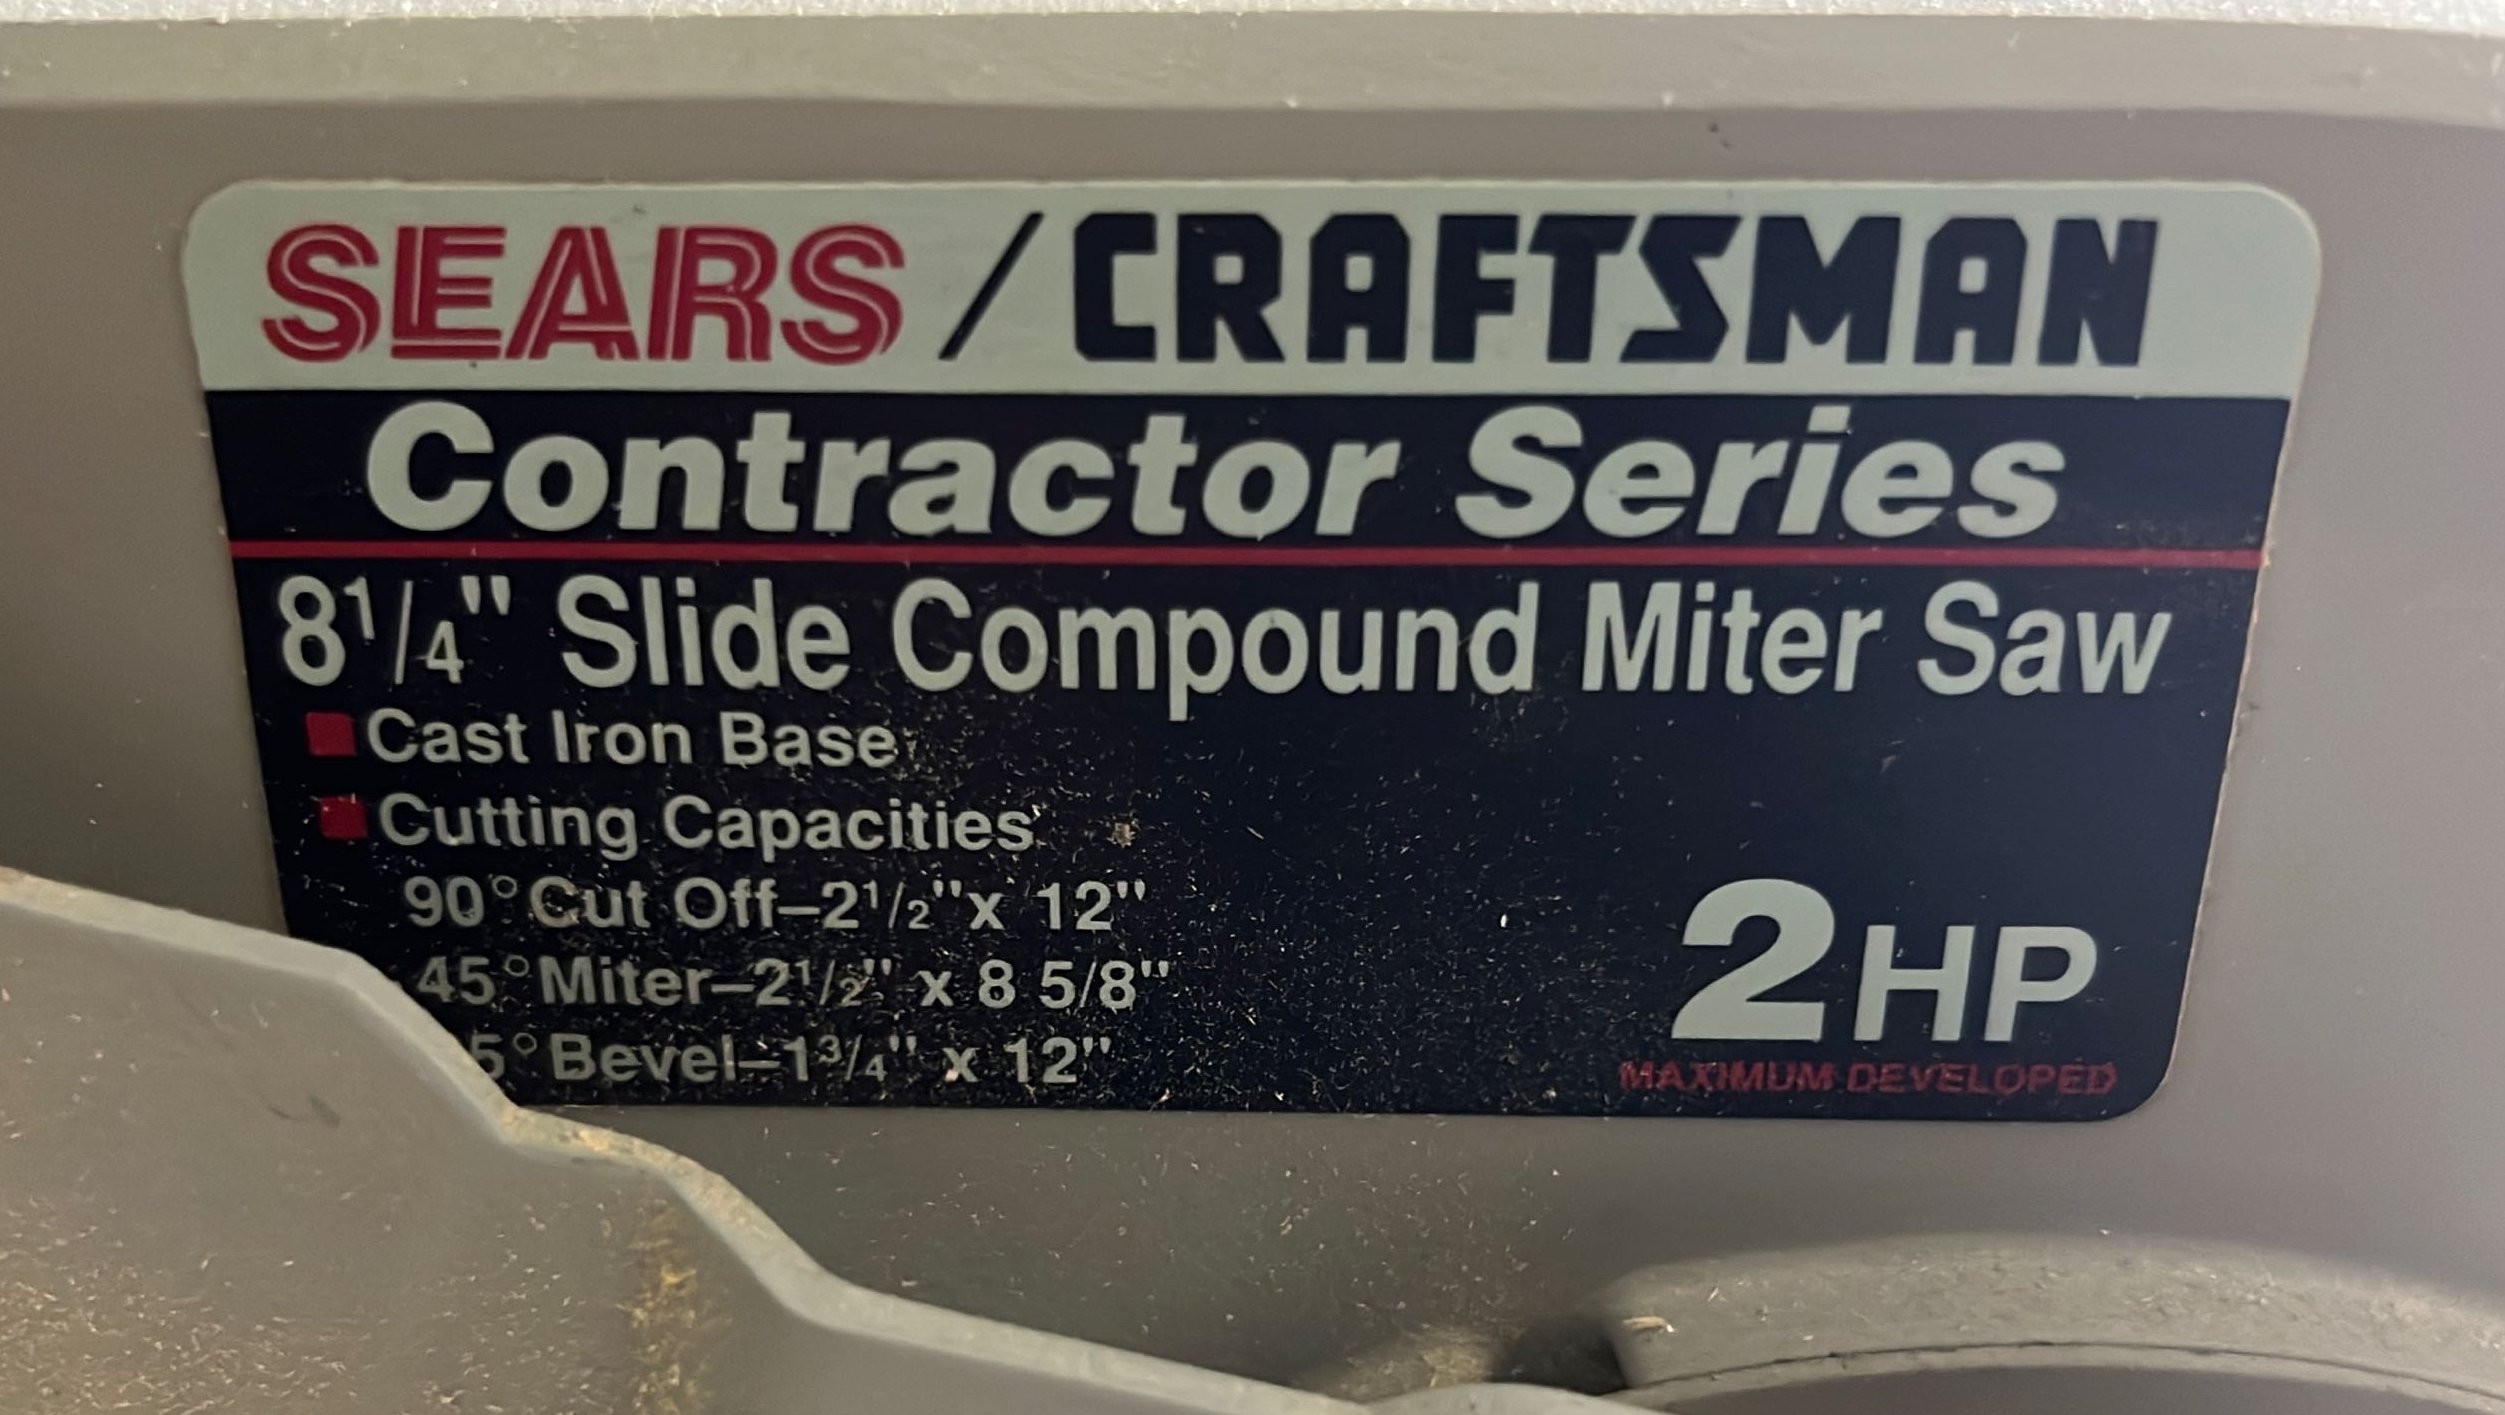 SEARS / CRAFTSMAN
Contractor Series
8 1/4" Slide Compound Miter Saw
Cast Iron Base
Cutting Capacities
90° Cut Off–2 1/2" x 12"
45° Miter–2 1/2" x 8 5/8"
5° Bevel–1 3/4" x 12"
2 HP
MAXIMUM DEVELOPED